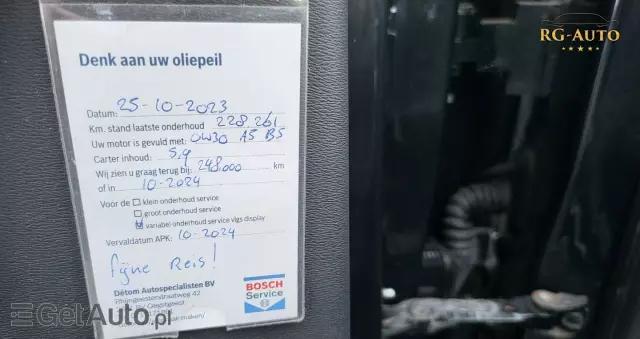 Denk aan uw oliepeil
Datum: 25-10-2023
Km. stand laatste onderhoud 228.261
Uw motor is gevuld met: 0W30 A5 B5
Carter inhoud: 5,9
Wij zien u graag terug bij: 248.000 km
of in 10-2024
Voor de klein onderhoud service
groot onderhoud service
variabel onderhoud service vlgs display
Vervaldatum APK: 10-2024
fijne Reis!
Détom Autospecialisten BV
42
BOSCH
Service
GetAuto.pl
RG-AUTO